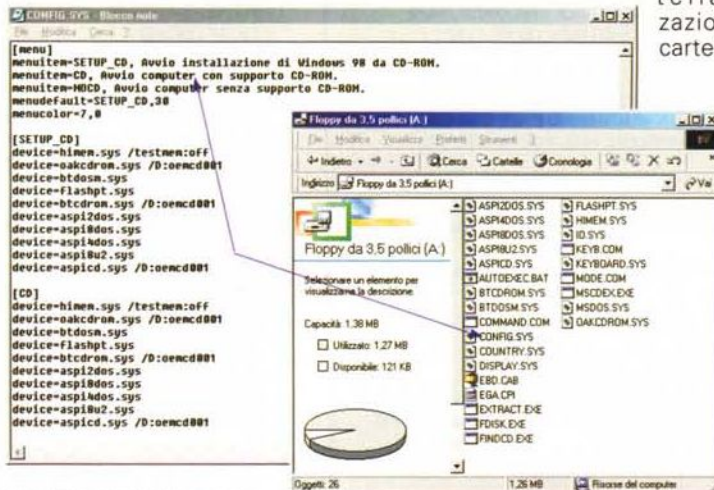 CONFIG.SYS - Blocco note
File Modifica Cerca ?
[menu]
menuitem=SETUP_CD, Avvio installazione di Windows 98 da CD-ROM.
menuitem=CD, Avvio computer con supporto CD-ROM.
menuitem=NOCD, Avvio computer senza supporto CD-ROM.
menudefault=SETUP_CD,30
menucolor=7,0
[SETUP_CD]
device=himem.sys /testmem:off
device=oakcdrom.sys /D:oemcd001
device=btdosm.sys
device=flashpt.sys
device=btcdrom.sys /D:oemcd001
device=aspi2dos.sys
device=aspi8dos.sys
device=aspi4dos.sys
device=aspi8u2.sys
device=aspicd.sys /D:oemcd001
[CD]
device=himem.sys /testmem:off
device=oakcdrom.sys /D:oemcd001
device=btdosm.sys
device=flashpt.sys
device=btcdrom.sys /D:oemcd001
device=aspi2dos.sys
device=aspi8dos.sys
device=aspi4dos.sys
device=aspi8u2.sys
device=aspicd.sys /D:oemcd001
zazion
carte
Floppy da 3,5 pollici (A:)
File Modifica Visualizza Preferiti Strumenti ?
Indietro Cerca Cartelle Cronologia
Indirizzo Floppy da 3,5 pollici (A:) Vai
Floppy da 3,5 pollici (A:)
Selezionare un elemento per
visualizzarne la descrizione.
Capacità: 1,38 MB
Utilizzato: 1,27 MB
Disponibile: 121 KB
ASPI2DOS.SYS
ASPI4DOS.SYS
ASPI8DOS.SYS
ASPI8U2.SYS
ASPICD.SYS
AUTOEXEC.BAT
BTCDROM.SYS
BTDOSM.SYS
COMMAND.COM
CONFIG.SYS
COUNTRY.SYS
DISPLAY.SYS
EBD.CAB
EGA.CPI
EXTRACT.EXE
FDISK.EXE
FINDCD.EXE
FLASHPT.SYS
HIMEM.SYS
IO.SYS
KEYB.COM
KEYBOARD.SYS
MODE.COM
MSCDEX.EXE
MSDOS.SYS
OAKCDROM.SYS
Oggetti: 26 1,26 MB Risorse del computer